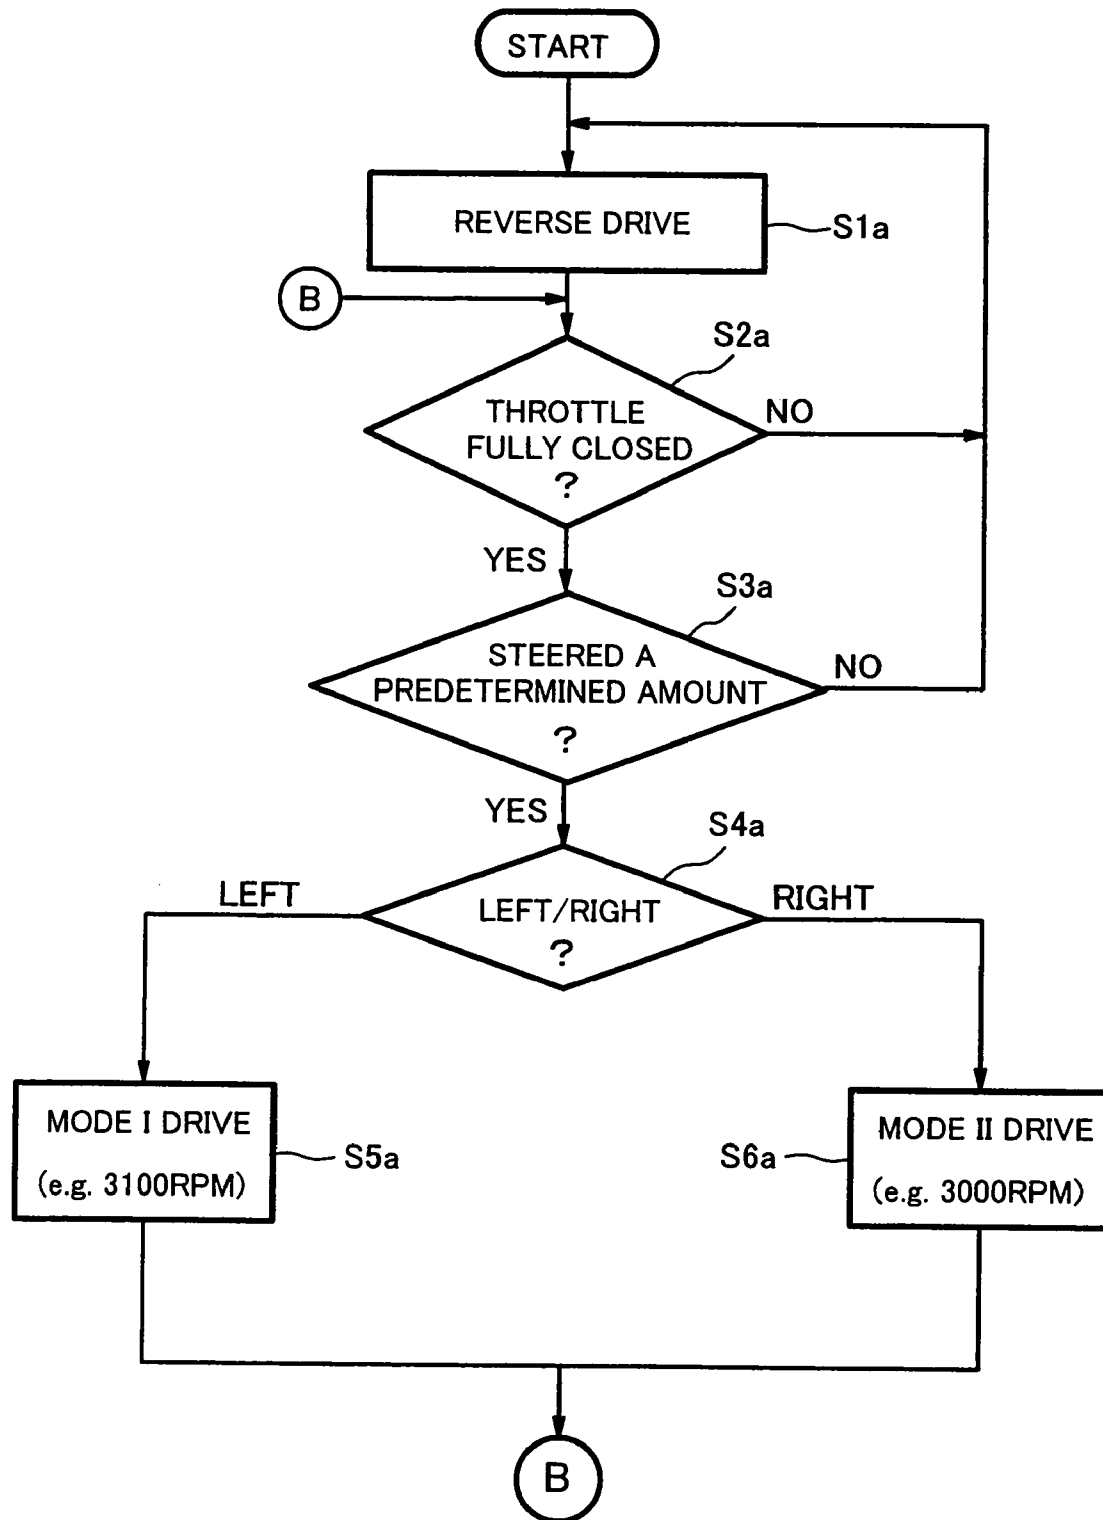 START
REVERSE DRIVE
S1a
B
S2a
THROTTLE
FULLY CLOSED
?
NO
YES
S3a
STEERED A
PREDETERMINED AMOUNT
?
NO
YES
S4a
LEFT
LEFT/RIGHT
?
RIGHT
MODE I DRIVE
(e.g. 3100RPM)
S5a
S6a
MODE II DRIVE
(e.g. 3000RPM)
B